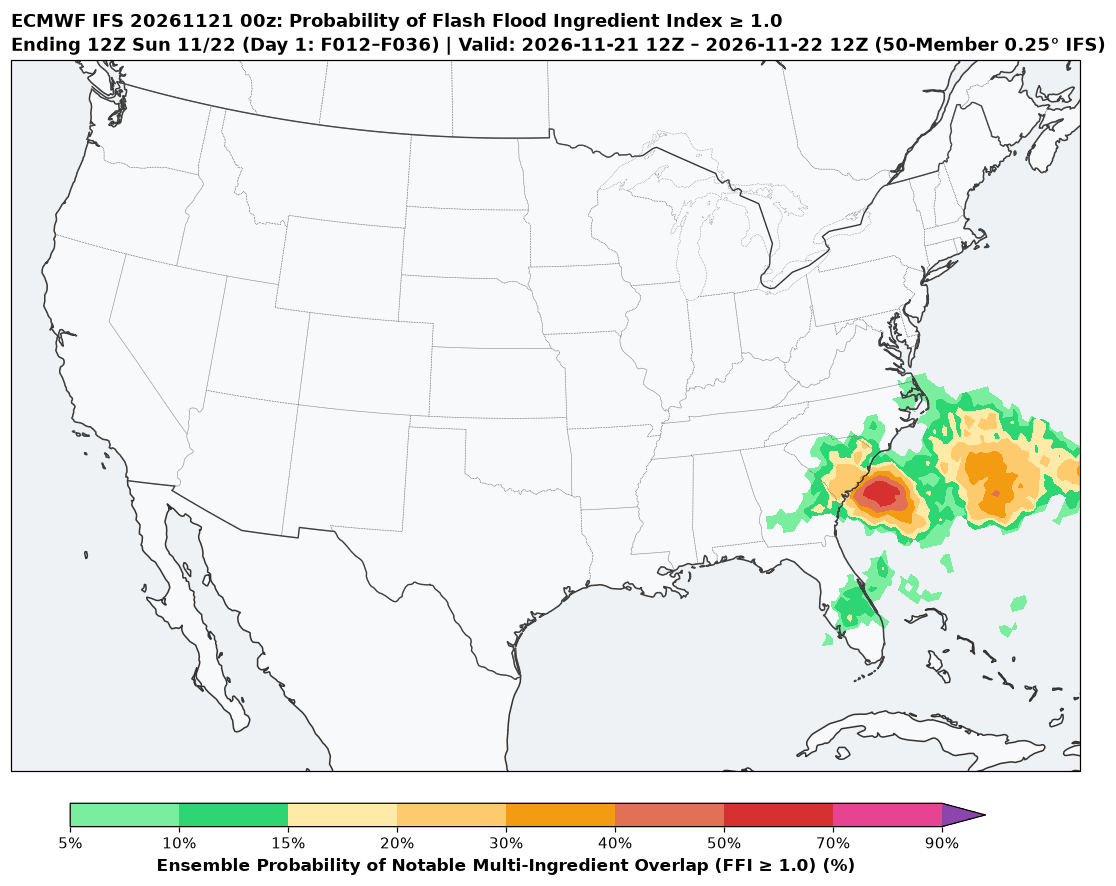 ECMWF IFS 20261121 00z: Probability of Flash Flood Ingredient Index ≥ 1.0
Ending 12Z Sun 11/22 (Day 1: F012–F036) | Valid: 2026-11-21 12Z – 2026-11-22 12Z (50-Member 0.25° IFS)
5% 10% 15% 20% 30% 40% 50% 70% 90%
Ensemble Probability of Notable Multi-Ingredient Overlap (FFI ≥ 1.0) (%)